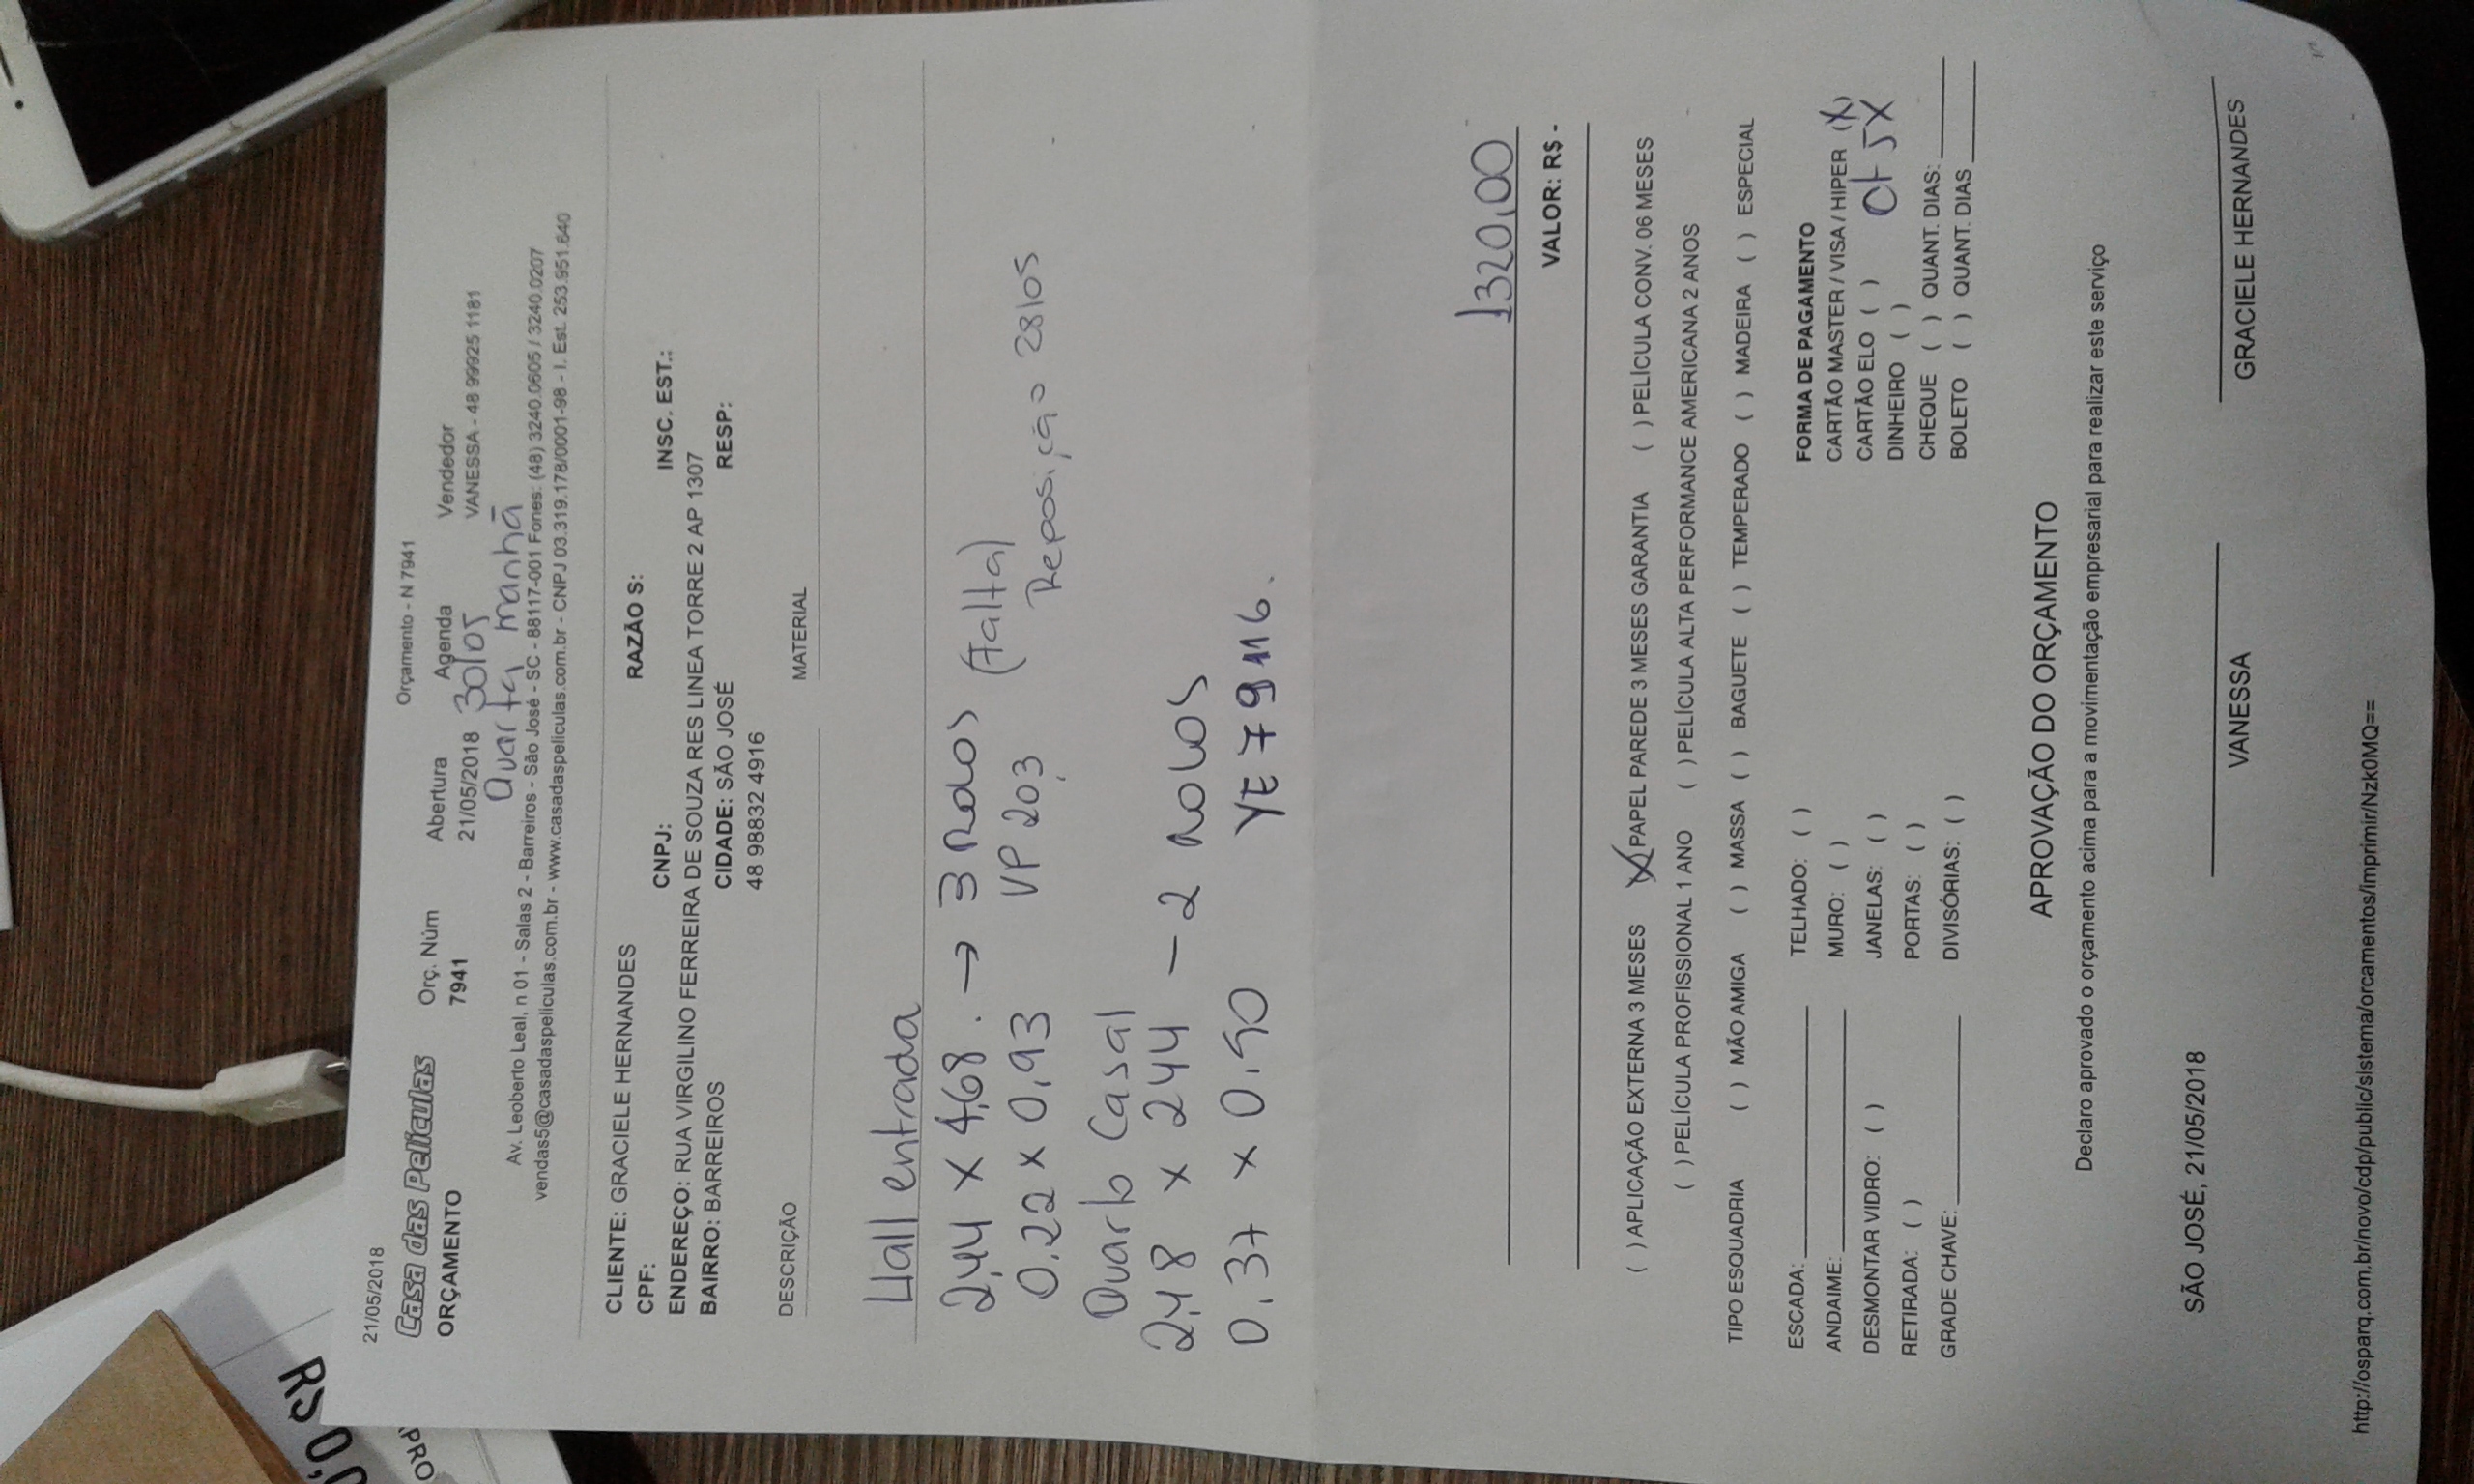 21/05/2018
Orçamento - N 7941
Casa das Películas
ORÇAMENTO
Orç. Núm
7941
Abertura
21/05/2018
Agenda
30/05
Quarta manhã
Vendedor
VANESSA - 48 99925 1181
Av. Leoberto Leal, n 01 - Salas 2 - Barreiros - São José - SC - 88117-001 Fones: (48) 3240.0605 / 3240.0207
vendas5@casadaspeliculas.com.br - www.casadaspeliculas.com.br - CNPJ 03.319.178/0001-98 - I. Est. 253.951.640
CLIENTE: GRACIELE HERNANDES RAZÃO S:
CPF: CNPJ: INSC. EST.:
ENDEREÇO: RUA VIRGILINO FERREIRA DE SOUZA RES LINEA TORRE 2 AP 1307
BAIRRO: BARREIROS CIDADE: SÃO JOSÉ RESP:
48 98832 4916
DESCRIÇÃO MATERIAL
Hall entrada
2,44 x 4,68. → 3 Rolos (Falta)
0,22 x 0,93 VP 203 Reposição 28/05
Quarto Casal
2,48 x 244 - 2 Rolos
0,37 x 0,50 YE 79116.
1320,00
VALOR: R$ -
( ) APLICAÇÃO EXTERNA 3 MESES (X) PAPEL PAREDE 3 MESES GARANTIA ( ) PELÍCULA CONV. 06 MESES
( ) PELÍCULA PROFISSIONAL 1 ANO ( ) PELÍCULA ALTA PERFORMANCE AMERICANA 2 ANOS
TIPO ESQUADRIA ( ) MÃO AMIGA ( ) MASSA ( ) BAGUETE ( ) TEMPERADO ( ) MADEIRA ( ) ESPECIAL
ESCADA: TELHADO: ( )
ANDAIME: MURO: ( )
DESMONTAR VIDRO: ( ) JANELAS: ( )
RETIRADA: ( ) PORTAS: ( )
GRADE CHAVE: DIVISÓRIAS: ( )
FORMA DE PAGAMENTO
CARTÃO MASTER / VISA / HIPER (X)
CARTÃO ELO ( ) Ct 5X
DINHEIRO ( )
CHEQUE ( ) QUANT. DIAS:
BOLETO ( ) QUANT. DIAS
APROVAÇÃO DO ORÇAMENTO
Declaro aprovado o orçamento acima para a movimentação empresarial para realizar este serviço
SÃO JOSÉ, 21/05/2018
VANESSA
GRACIELE HERNANDES
http://osparq.com.br/novo/cdp/public/sistema/orcamentos/imprimir/Nzk0MQ==